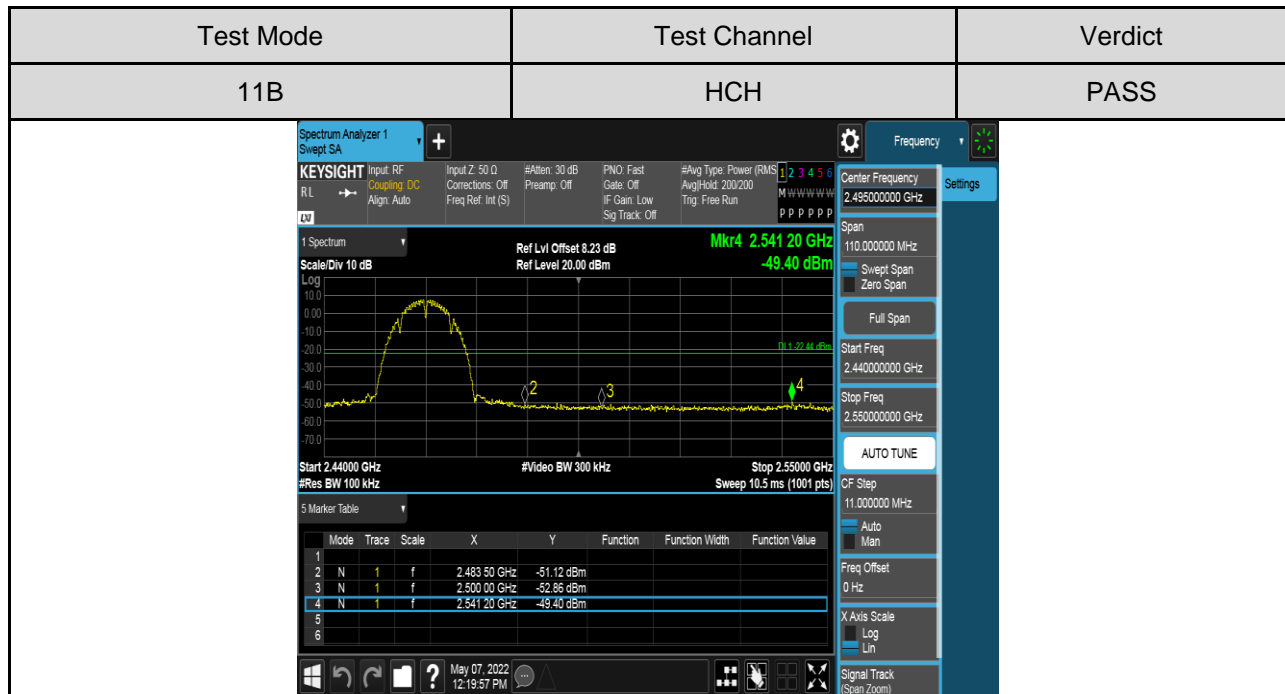 Test Mode Test Channel Verdict
11B HCH PASS
Spectrum Analyzer 1
Swept SA
+
Frequency
KEYSIGHT Input: RF Input Z: 50 Ω #Atten: 30 dB PNO: Fast #Avg Type: Power (RMS 1 2 3 4 5 6
RL Coupling: DC Corrections: Off Preamp: Off Gate: Off Avg|Hold: 200/200 M W W W W W
Align: Auto Freq Ref: Int (S) IF Gain: Low Trig: Free Run
LXI Sig Track: Off P P P P P P
1 Spectrum Ref Lvl Offset 8.23 dB Mkr4 2.541 20 GHz
Scale/Div 10 dB Ref Level 20.00 dBm -49.40 dBm
Log
10.0
0.00
-10.0
-20.0 DL1 -22.44 dBm
-30.0
-40.0
2 3 4
-50.0
-60.0
-70.0
Start 2.44000 GHz #Video BW 300 kHz Stop 2.55000 GHz
#Res BW 100 kHz Sweep 10.5 ms (1001 pts)
5 Marker Table
Mode Trace Scale X Y Function Function Width Function Value
1
2 N 1 f 2.483 50 GHz -51.12 dBm
3 N 1 f 2.500 00 GHz -52.86 dBm
4 N 1 f 2.541 20 GHz -49.40 dBm
5
6
? May 07, 2022
12:19:57 PM
Center Frequency
2.495000000 GHz
Settings
Span
110.000000 MHz
Swept Span
Zero Span
Full Span
Start Freq
2.440000000 GHz
Stop Freq
2.550000000 GHz
AUTO TUNE
CF Step
11.000000 MHz
Auto
Man
Freq Offset
0 Hz
X Axis Scale
Log
Lin
Signal Track
(Span Zoom)